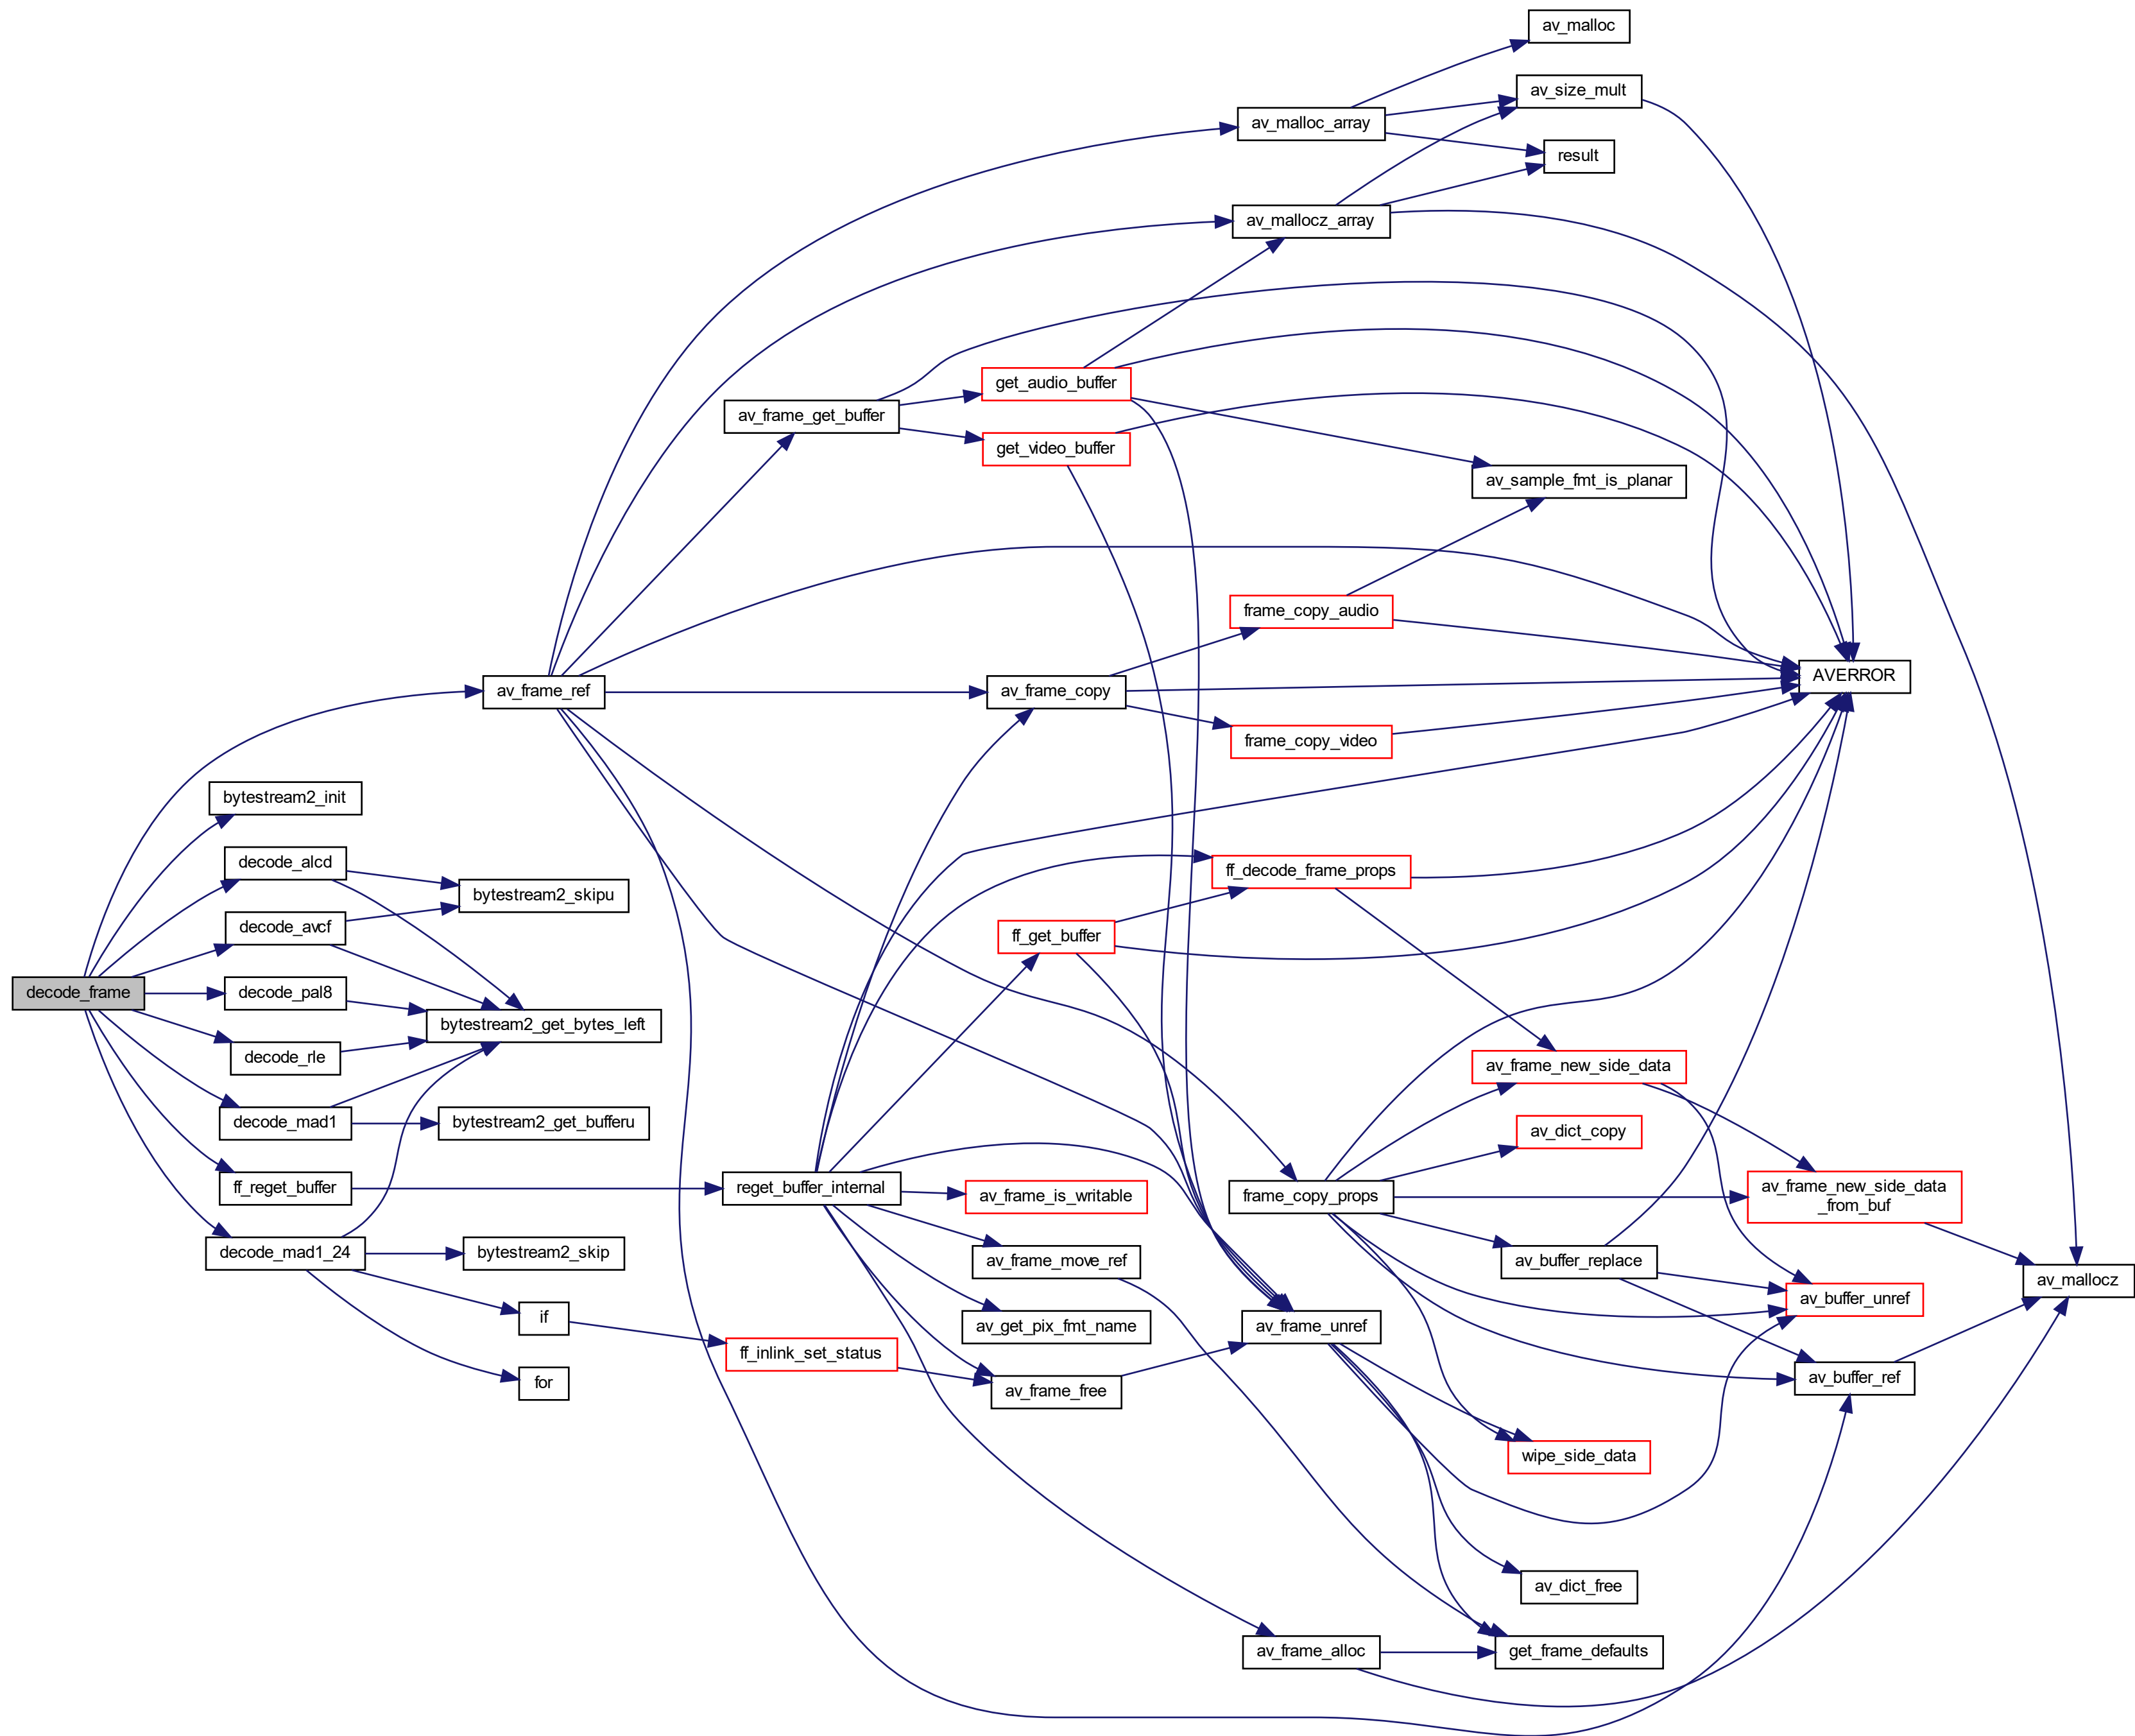 av_malloc
av_size_mult
av_malloc_array
result
av_mallocz_array
get_audio_buffer
av_frame_get_buffer
get_video_buffer
av_sample_fmt_is_planar
frame_copy_audio
av_frame_ref
av_frame_copy
AVERROR
frame_copy_video
bytestream2_init
decode_alcd
ff_decode_frame_props
bytestream2_skipu
decode_avcf
ff_get_buffer
decode_frame
decode_pal8
bytestream2_get_bytes_left
decode_rle
av_frame_new_side_data
decode_mad1
bytestream2_get_bufferu
av_dict_copy
ff_reget_buffer
reget_buffer_internal
av_frame_is_writable
frame_copy_props
av_frame_new_side_data
_from_buf
decode_mad1_24
bytestream2_skip
av_frame_move_ref
av_buffer_replace
av_mallocz
av_buffer_unref
if
av_get_pix_fmt_name
av_frame_unref
ff_inlink_set_status
for
av_frame_free
av_buffer_ref
wipe_side_data
av_dict_free
av_frame_alloc
get_frame_defaults